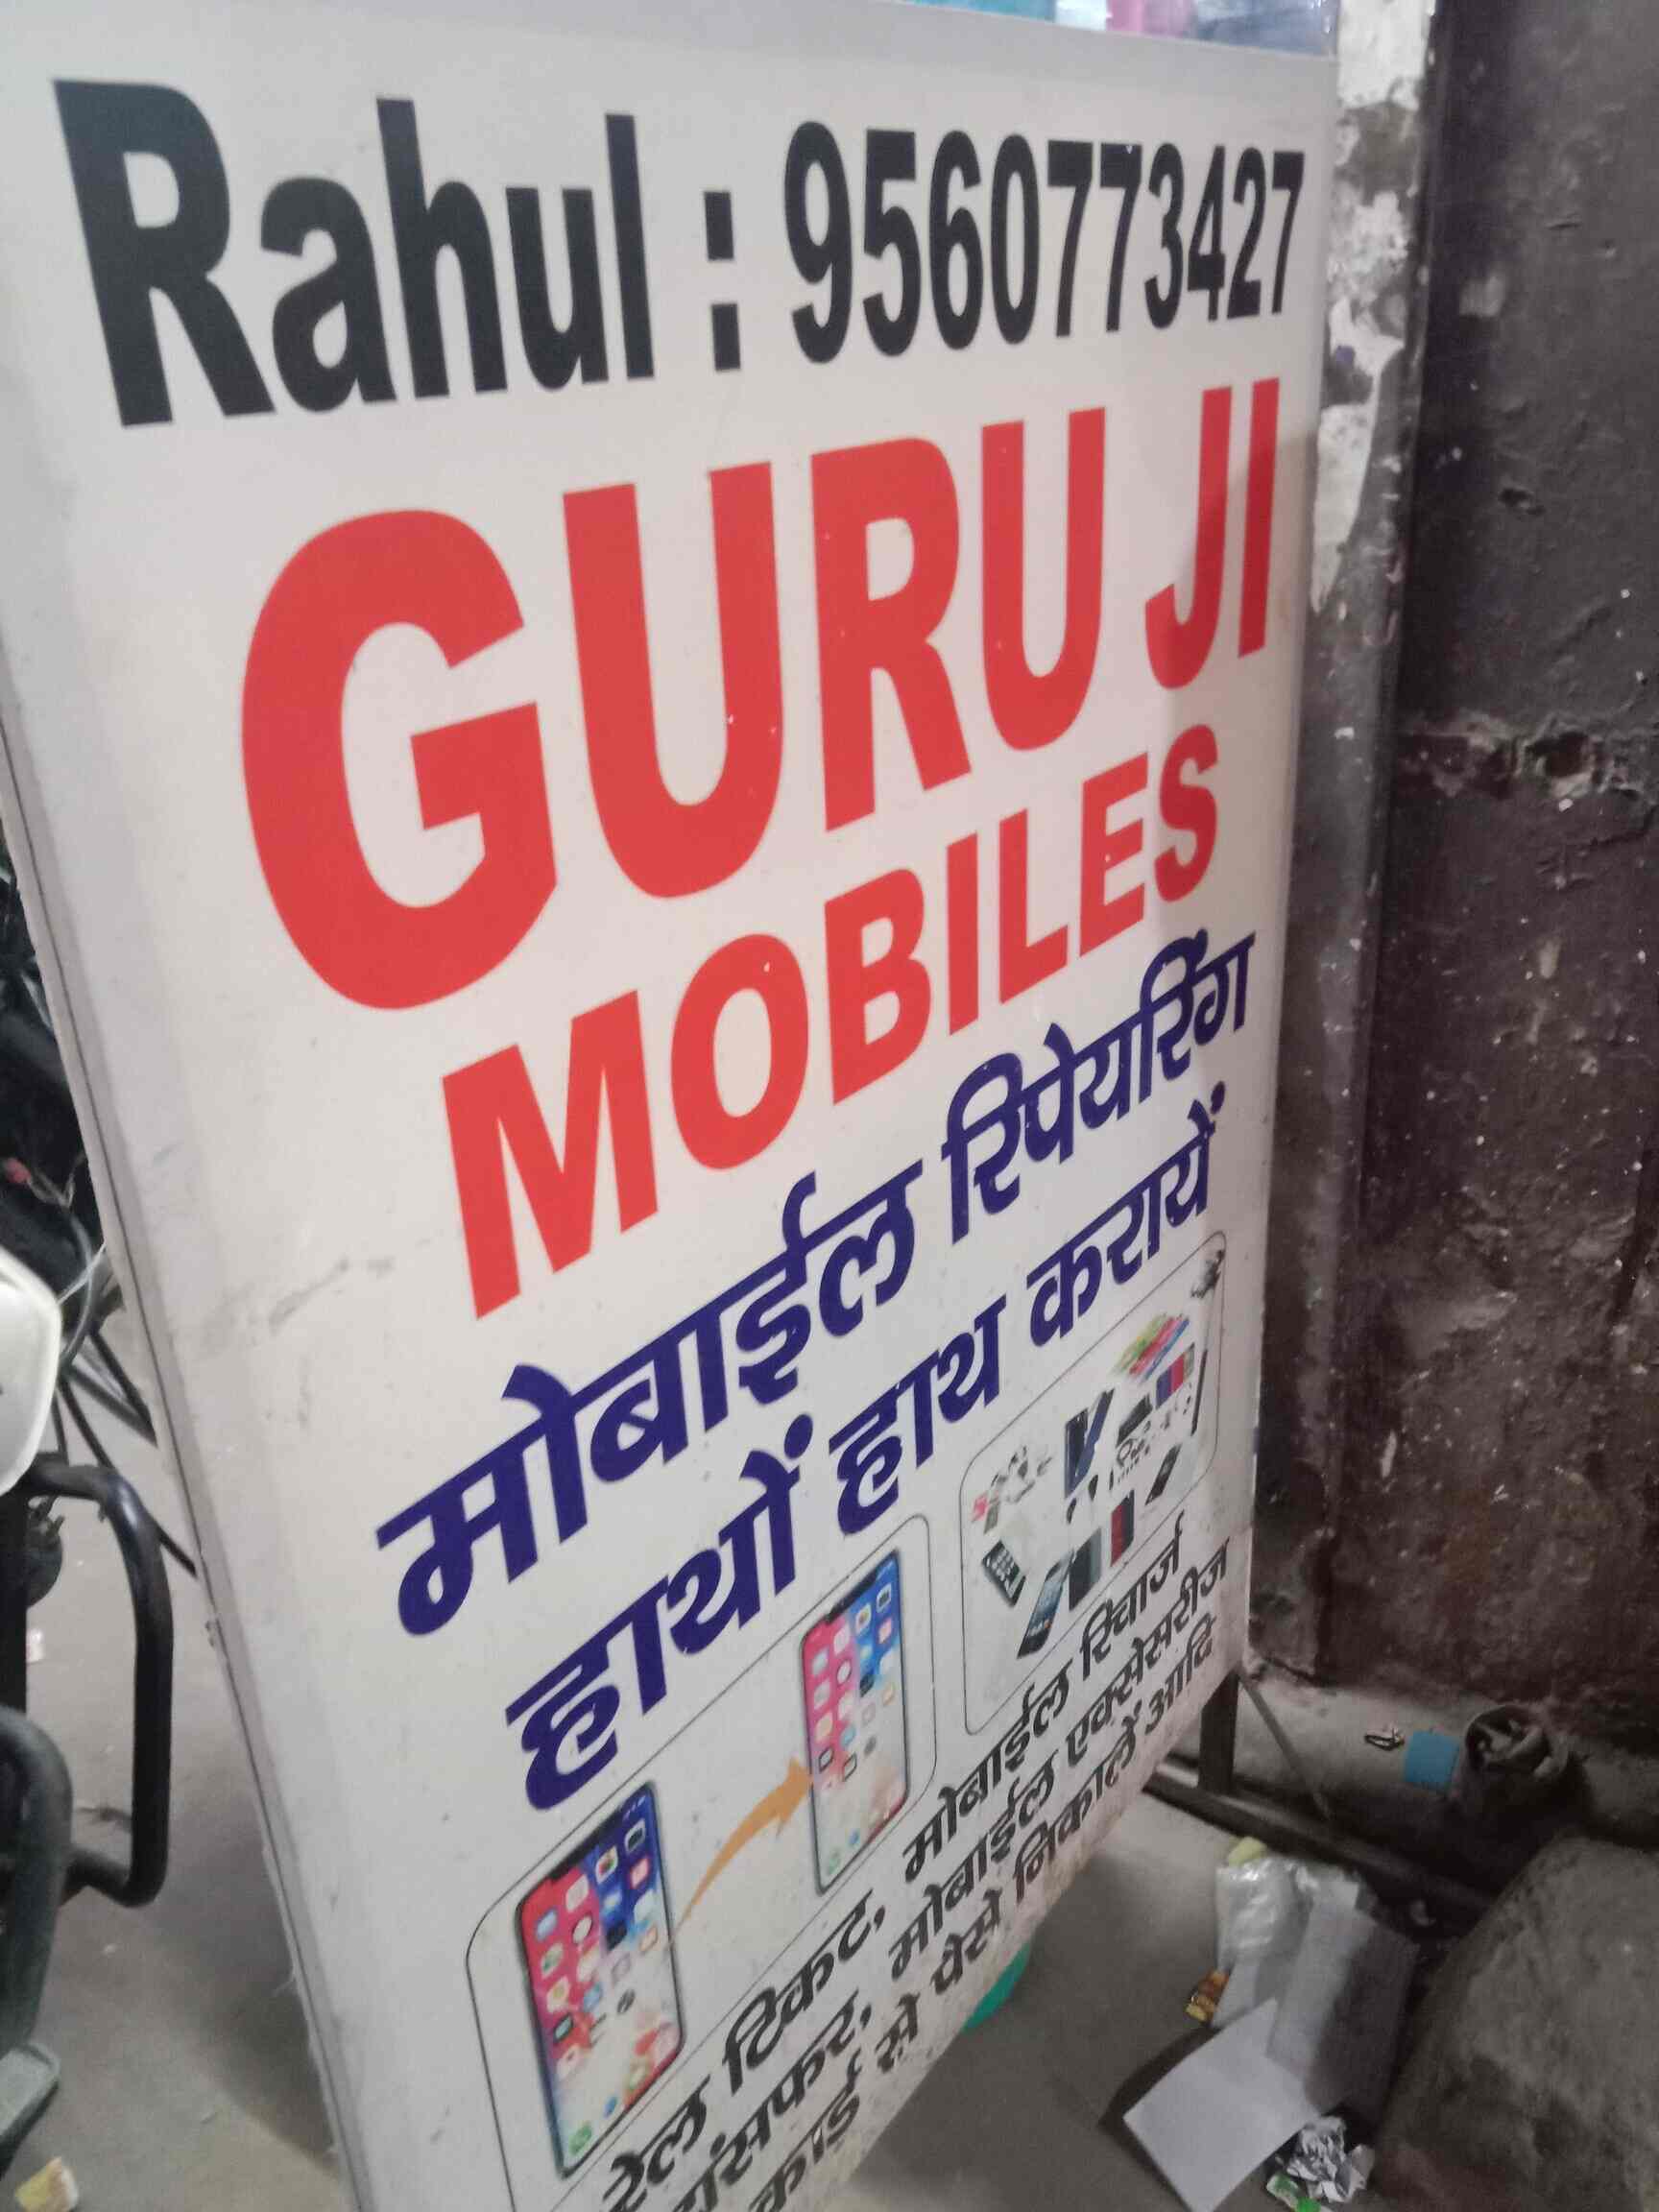 Rahul : 9560773427
GURU JI
MOBILES
मोबाईल रिपेयरिंग
हाथों हाथ करायें
रेल टिकट, मोबाईल रिचार्ज
मोबाईल एक्सेसरीज
कार्ड से पैसे निकालें आदि